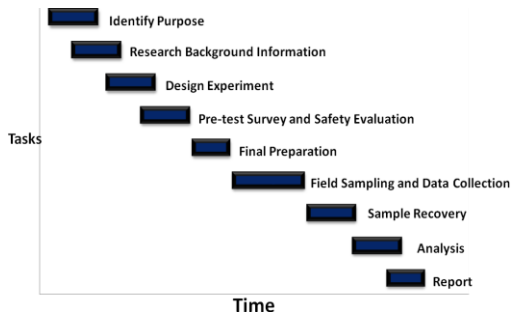 Identify Purpose
Research Background Information
Design Experiment
Pre-test Survey and Safety Evaluation
Tasks
Final Preparation
Field Sampling and Data Collection
Sample Recovery
Analysis
Report
Time